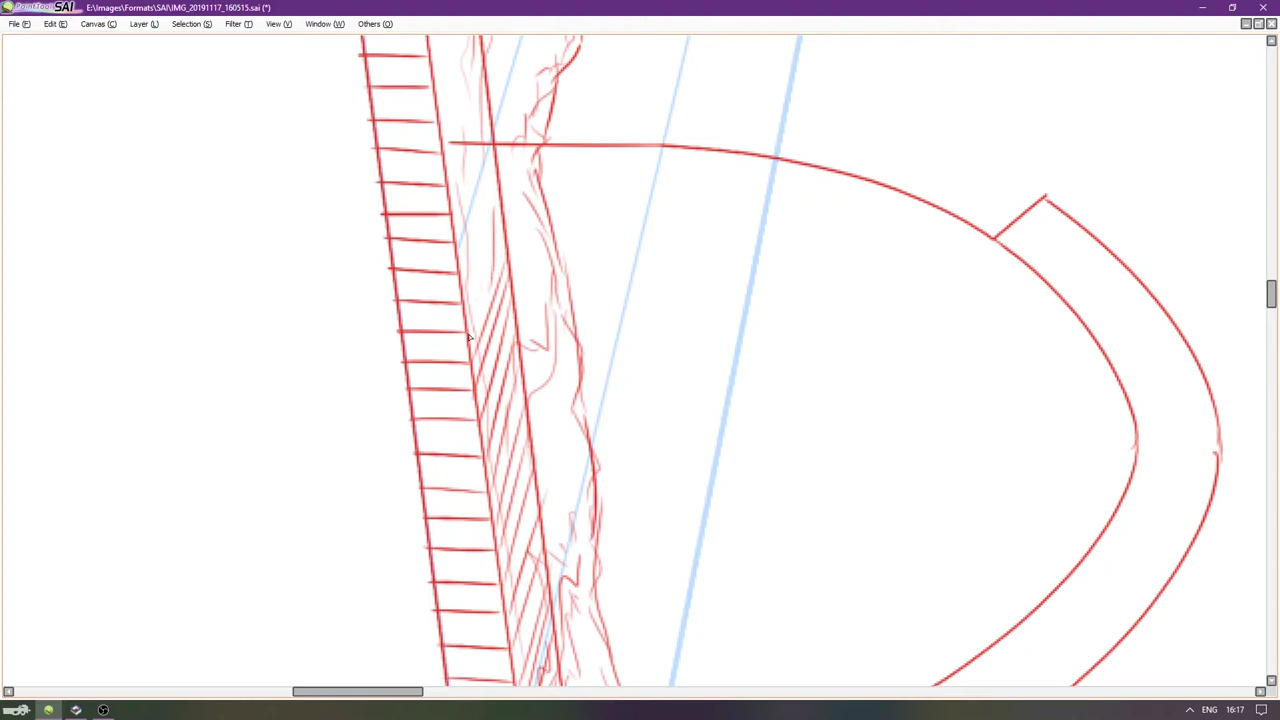 PaintTool SAI E:\Images\Formats\SAI\IMG_20191117_160515.sai (*)
File (F) Edit (E) Canvas (C) Layer (L) Selection (S) Filter (T) View (V) Window (W) Others (O)
ENG 16:17